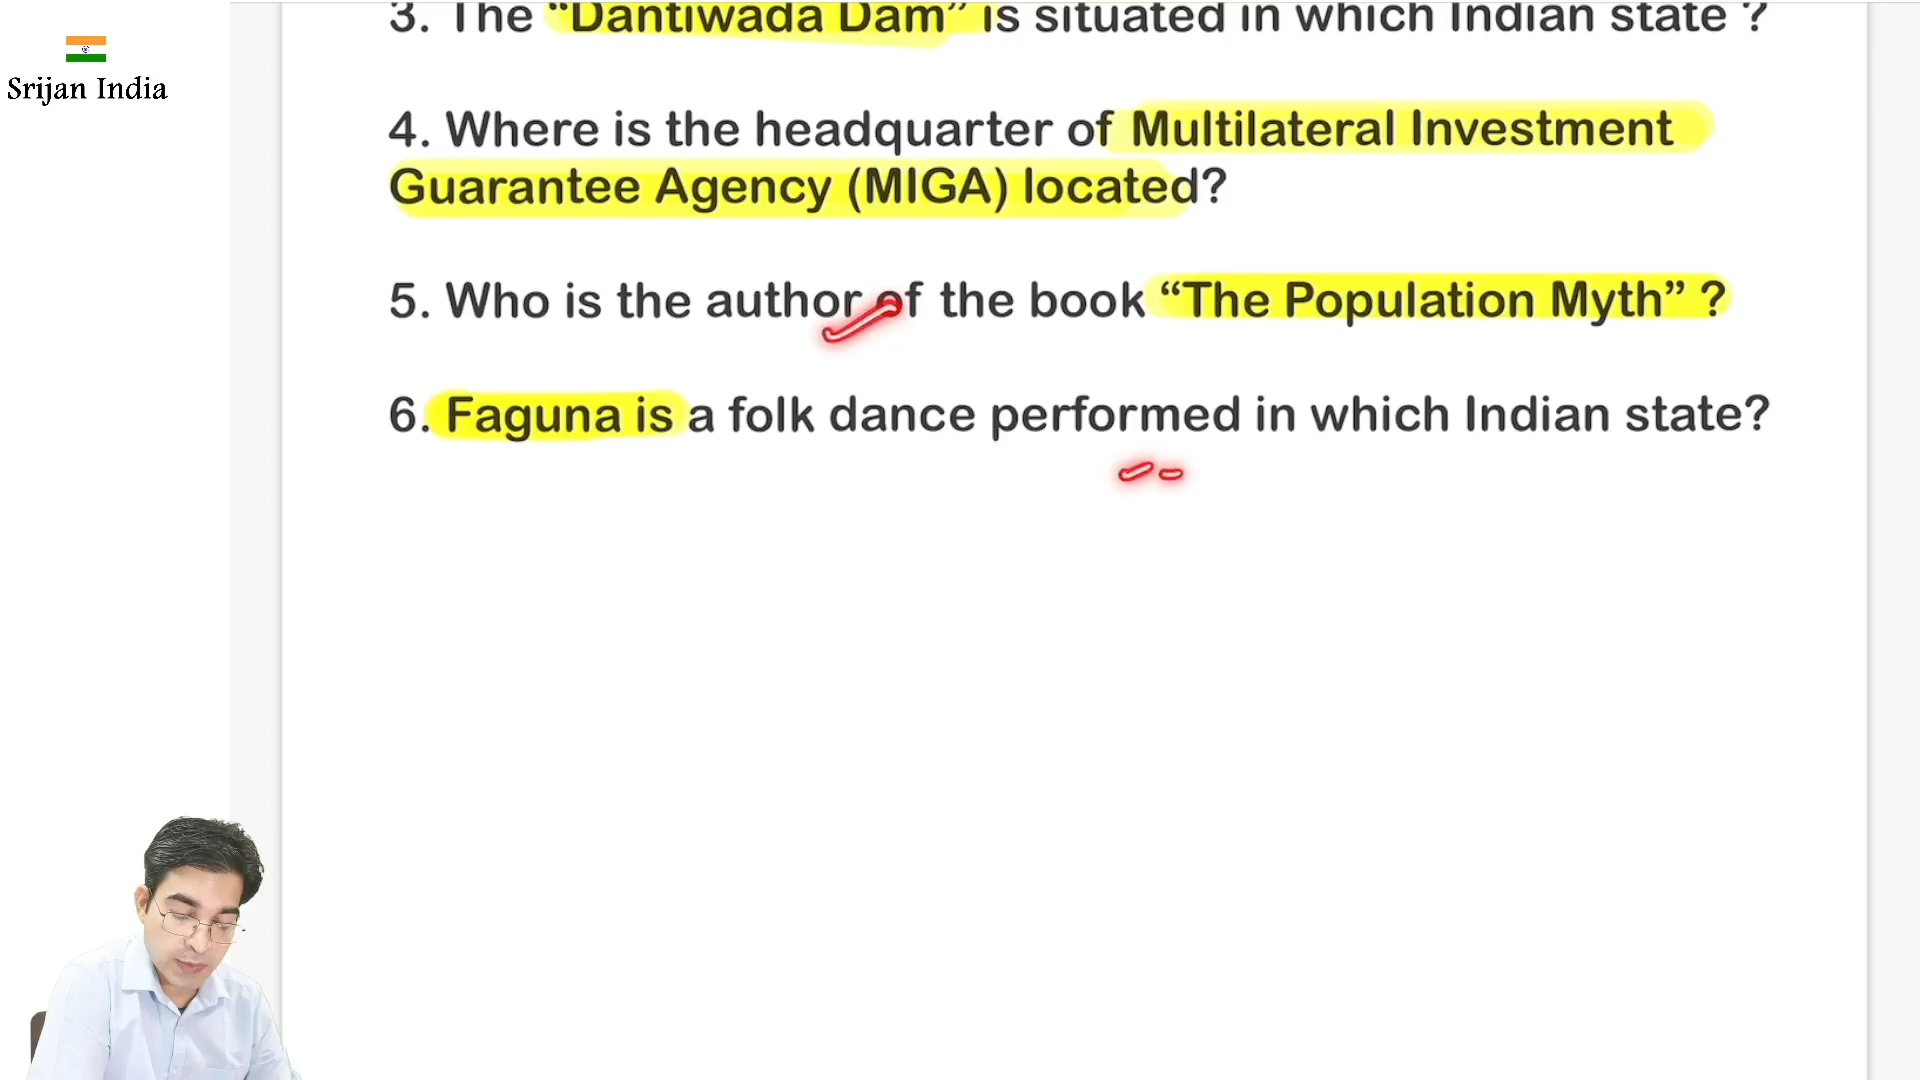 Srijan India
3. The “Dantiwada Dam” is situated in which Indian state ?
4. Where is the headquarter of Multilateral Investment
Guarantee Agency (MIGA) located?
5. Who is the author of the book “The Population Myth” ?
6. Faguna is a folk dance performed in which Indian state?